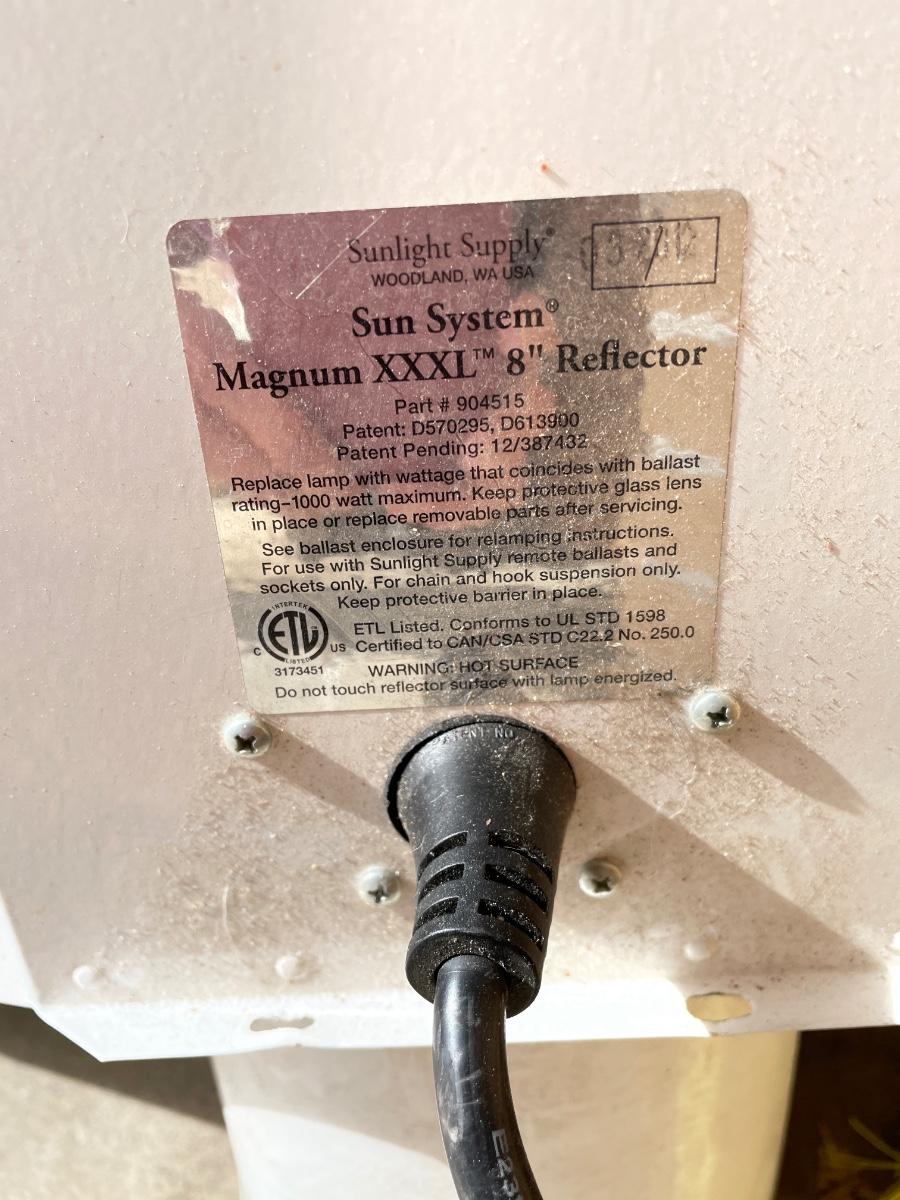 Sunlight Supply®
WOODLAND, WA USA
Sun System®
Magnum XXXL™ 8" Reflector
Part # 904515
Patent: D570295, D613900
Patent Pending: 12/387432
Replace lamp with wattage that coincides with ballast
rating–1000 watt maximum. Keep protective glass lens
in place or replace removable parts after servicing.
See ballast enclosure for relamping instructions.
For use with Sunlight Supply remote ballasts and
sockets only. For chain and hook suspension only.
Keep protective barrier in place.
INTERTEK
ETL
LISTED
C US
3173451
ETL Listed. Conforms to UL STD 1598
Certified to CAN/CSA STD C22.2 No. 250.0
WARNING: HOT SURFACE
Do not touch reflector surface with lamp energized.